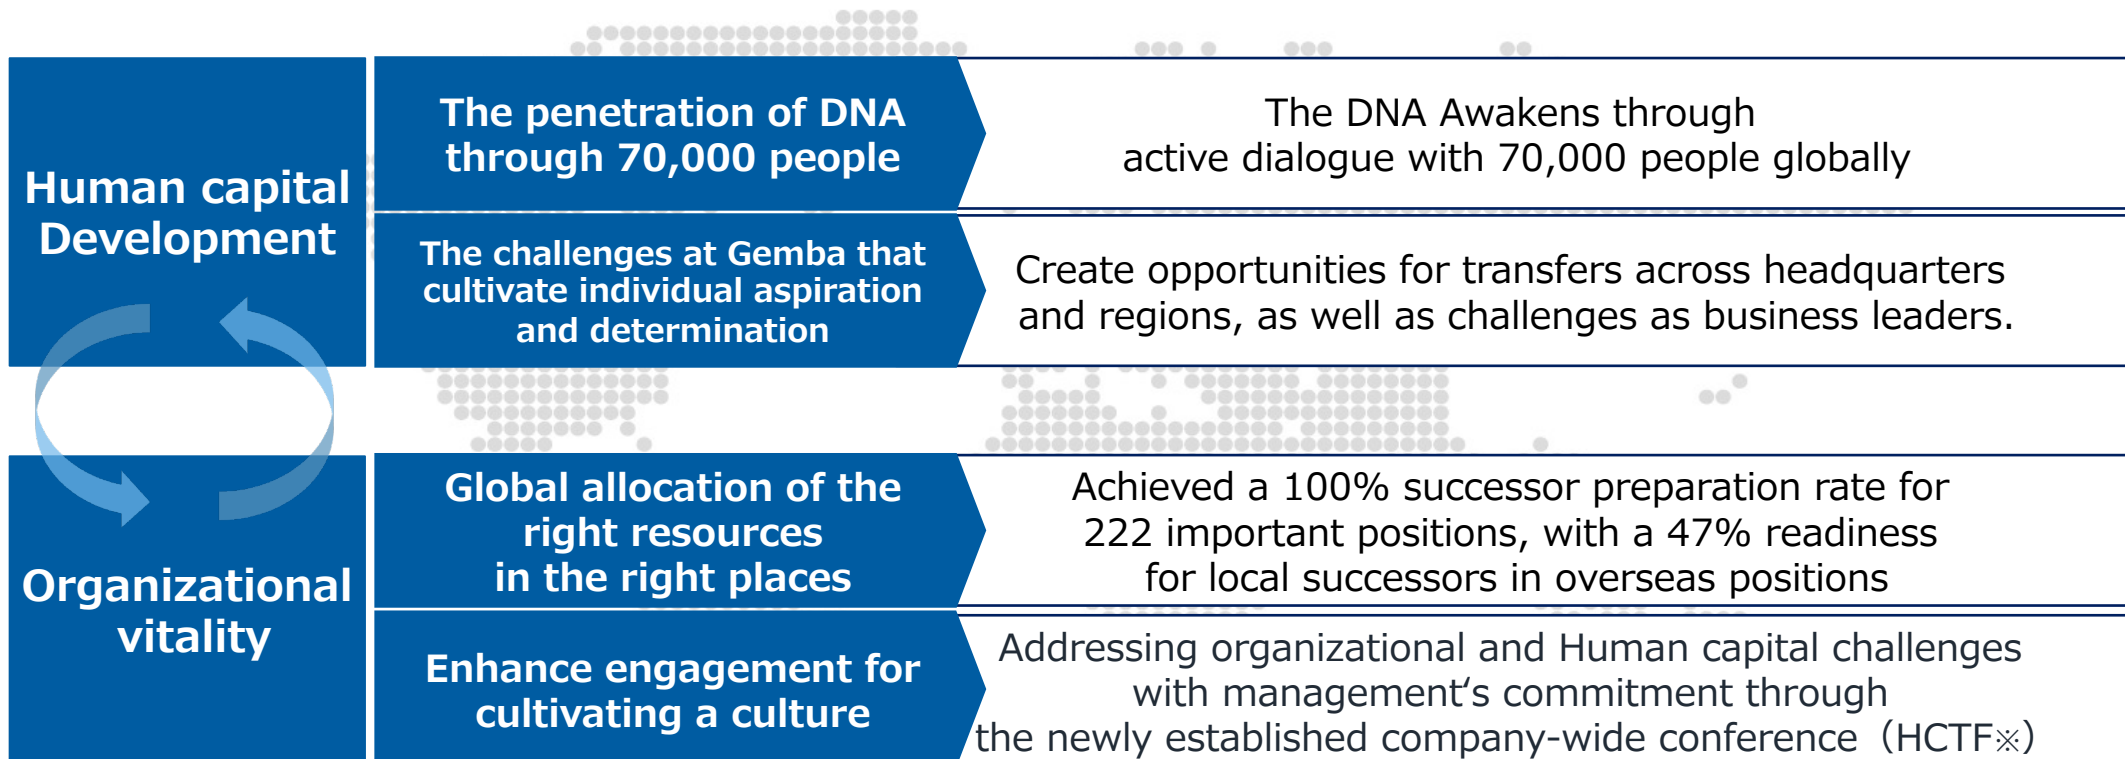 Human capital
Development
The penetration of DNA
through 70,000 people
The DNA Awakens through
active dialogue with 70,000 people globally
The challenges at Gemba that
cultivate individual aspiration
and determination
Create opportunities for transfers across headquarters
and regions, as well as challenges as business leaders.
Organizational
vitality
Global allocation of the
right resources
in the right places
Achieved a 100% successor preparation rate for
222 important positions, with a 47% readiness
for local successors in overseas positions
Enhance engagement for
cultivating a culture
Addressing organizational and Human capital challenges
with management‘s commitment through
the newly established company-wide conference（HCTF※）